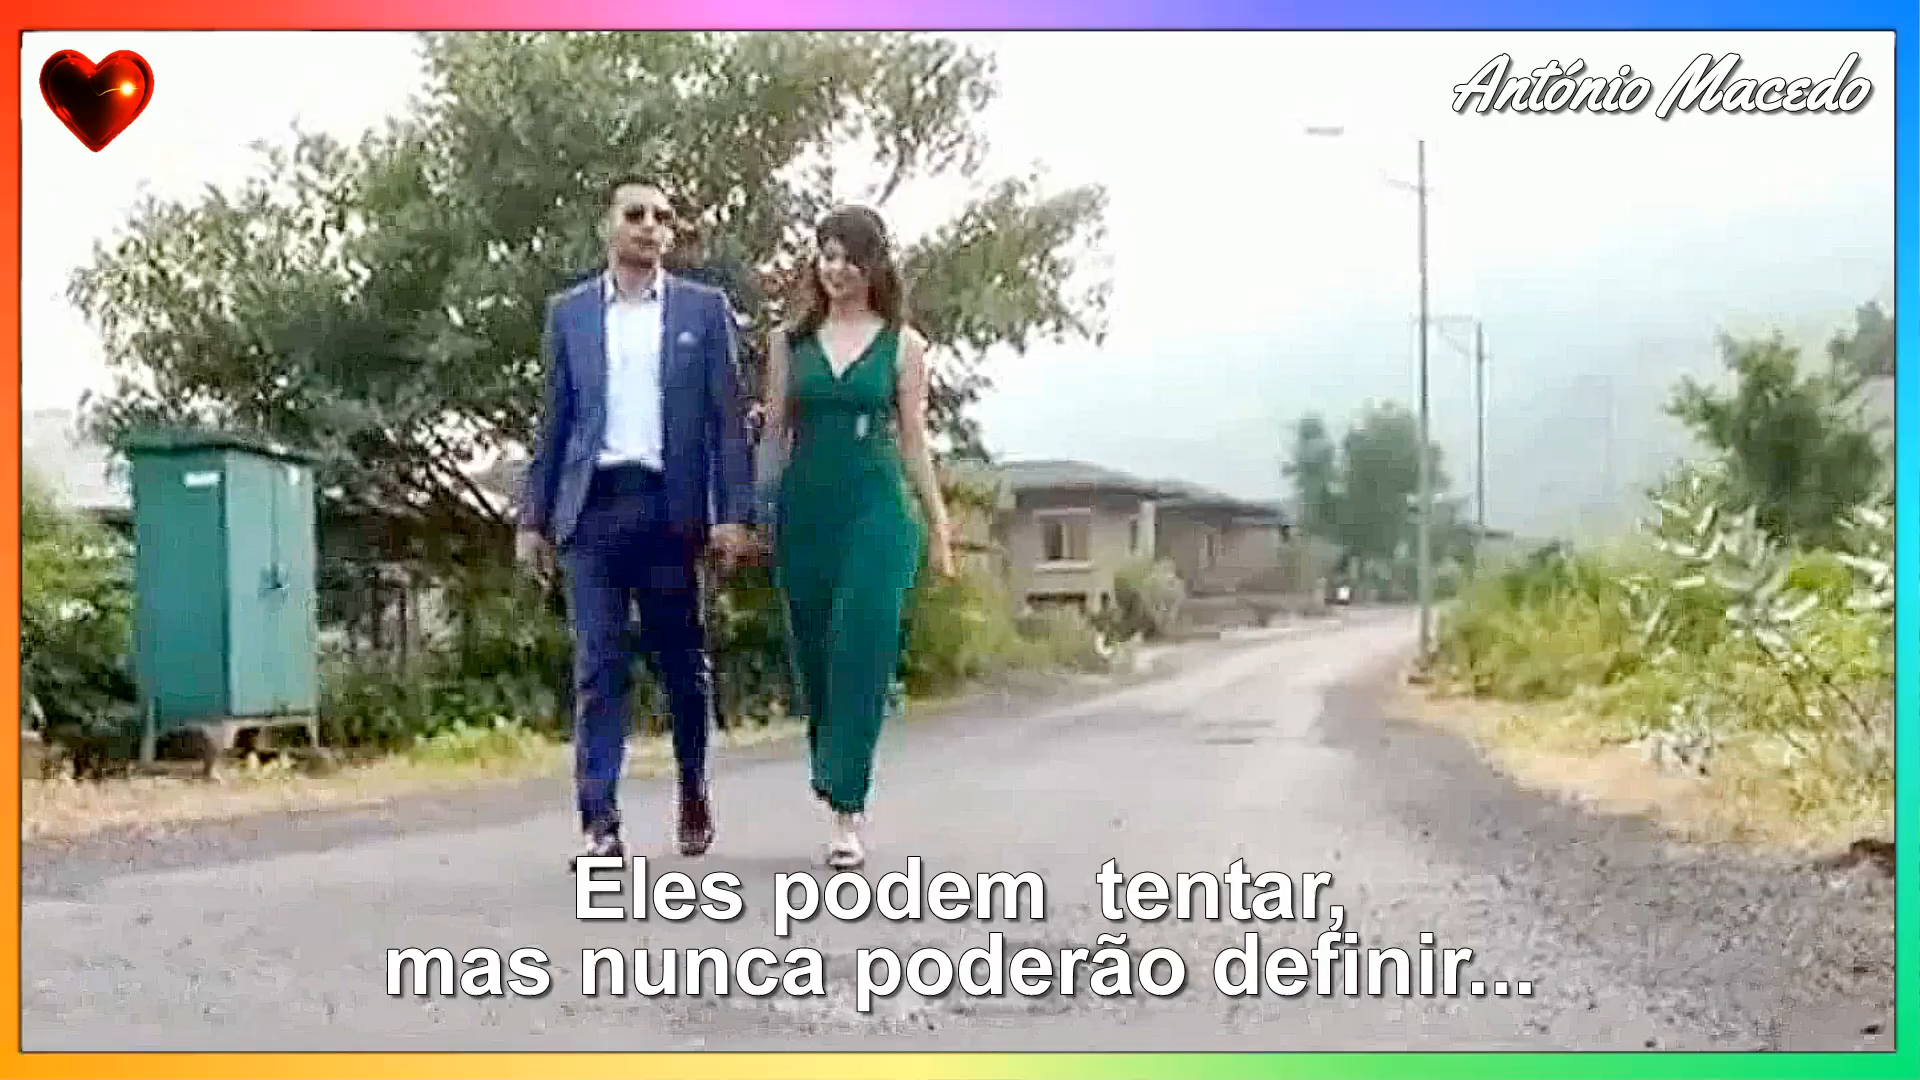 António Macedo
Eles podem  tentar,
mas nunca poderão definir...